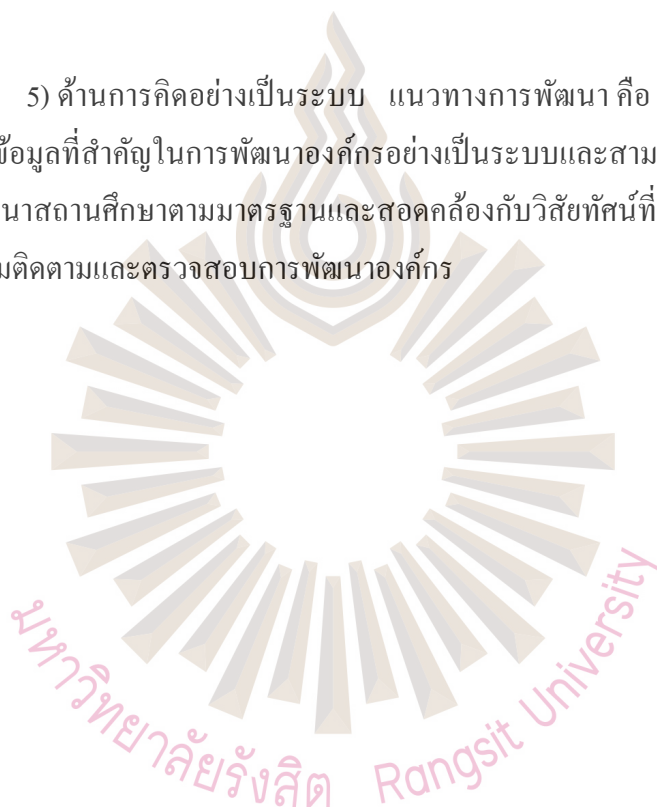 5) ด้านการคิดอย่างเป็นระบบ แนวทางการพัฒนา คือ
ข้อมูลที่สำคัญในการพัฒนาองค์กรอย่างเป็นระบบและสาม
นาสถานศึกษาตามมาตรฐานและสอดคล้องกับวิสัยทัศน์ที่
มติดตามและตรวจสอบการพัฒนาองค์กร
มหาวิทยาลัยรังสิต Rangsit University